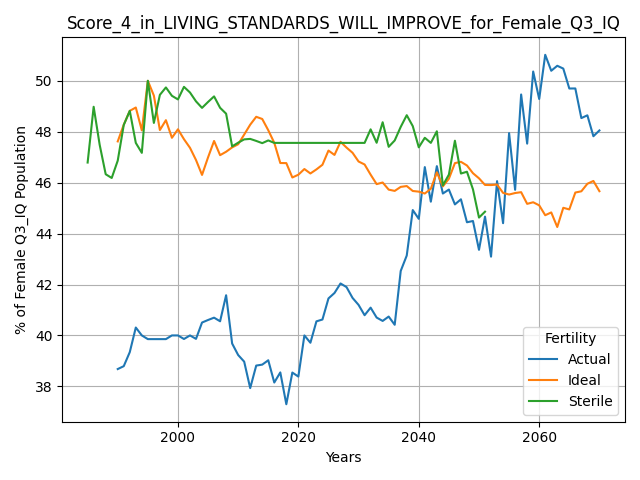 Score_4_in_LIVING_STANDARDS_WILL_IMPROVE_for_Female_Q3_IQ
% of Female Q3_IQ Population
50
48
46
44
42
40
38
2000
2020
2040
2060
Years
Fertility
Actual
Ideal
Sterile